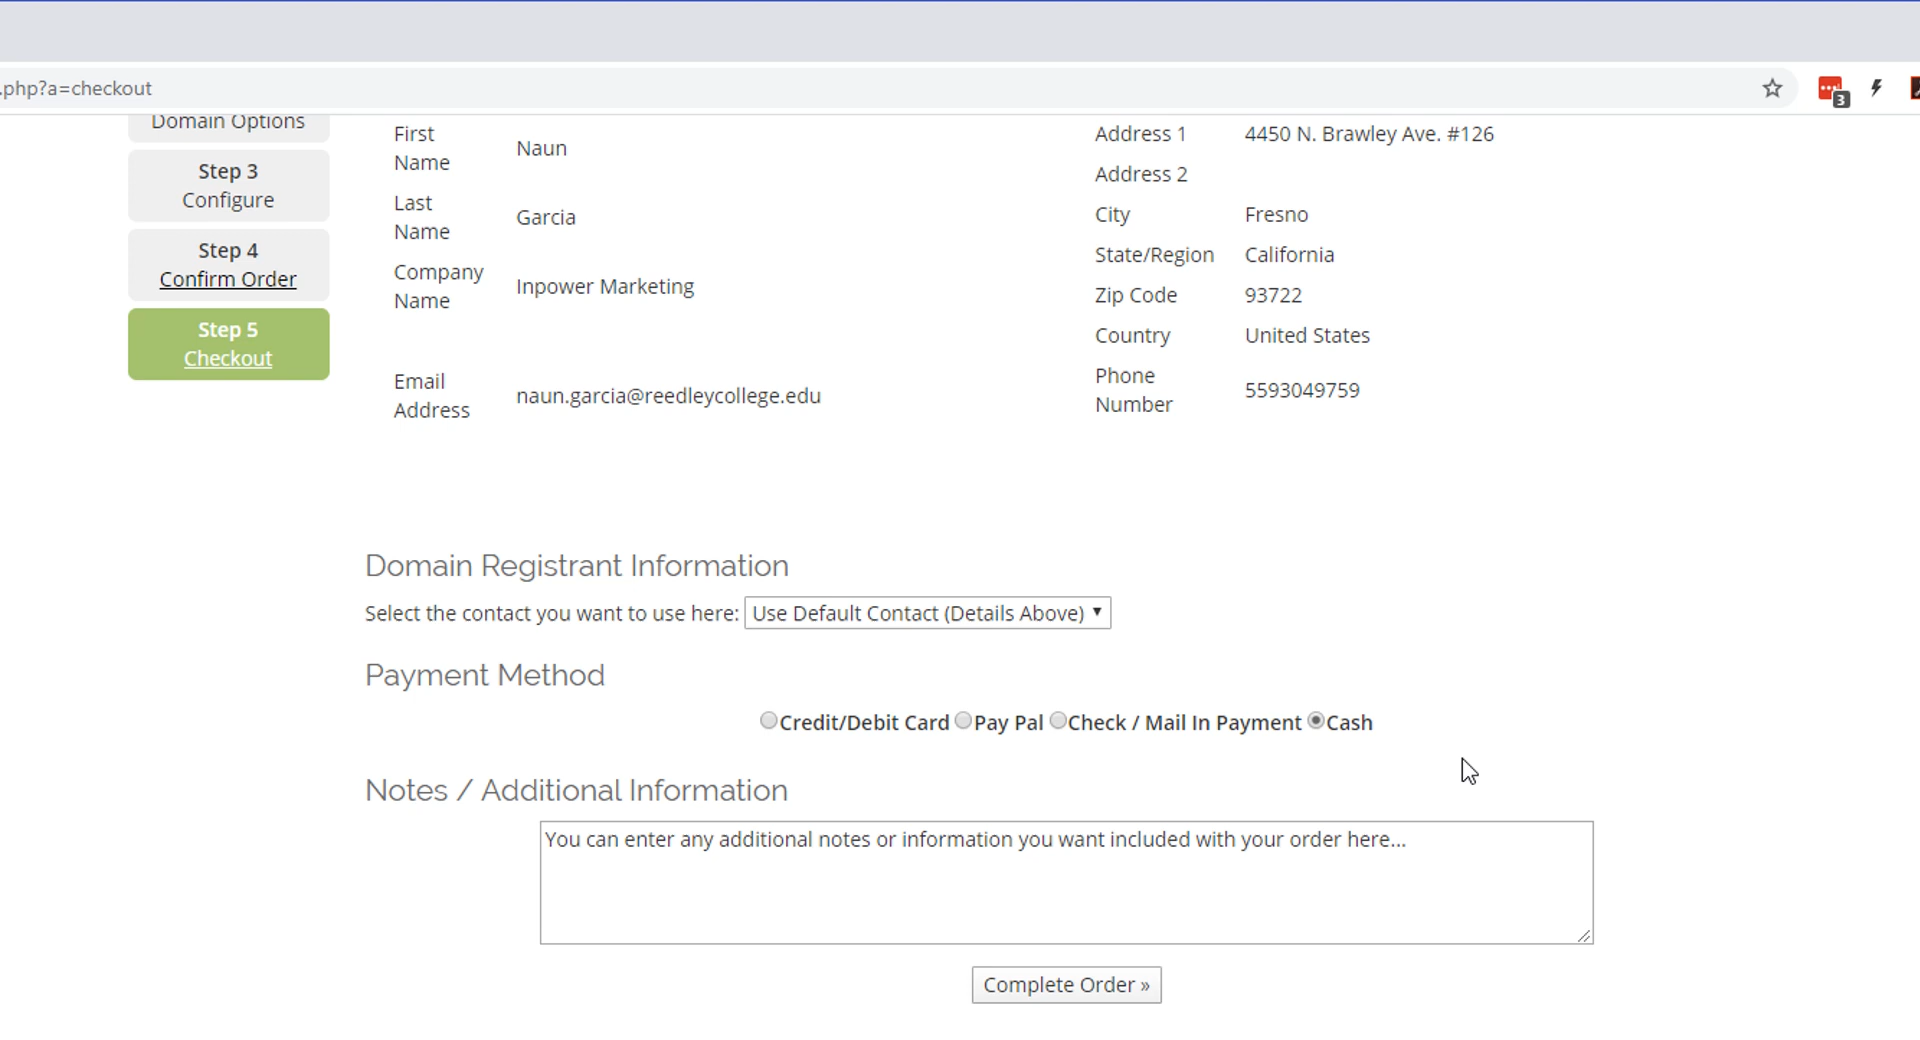 .php?a=checkout
3
Domain Options
Step 3
Configure
Step 4
Confirm Order
Step 5
Checkout
First
Name
Naun
Last
Name
Garcia
Company
Name
Inpower Marketing
Email
Address
naun.garcia@reedleycollege.edu
Address 1
4450 N. Brawley Ave. #126
Address 2
City
Fresno
State/Region
California
Zip Code
93722
Country
United States
Phone
Number
5593049759
Domain Registrant Information
Select the contact you want to use here: Use Default Contact (Details Above)
Payment Method
Credit/Debit Card Pay Pal Check / Mail In Payment Cash
Notes / Additional Information
You can enter any additional notes or information you want included with your order here...
Complete Order »